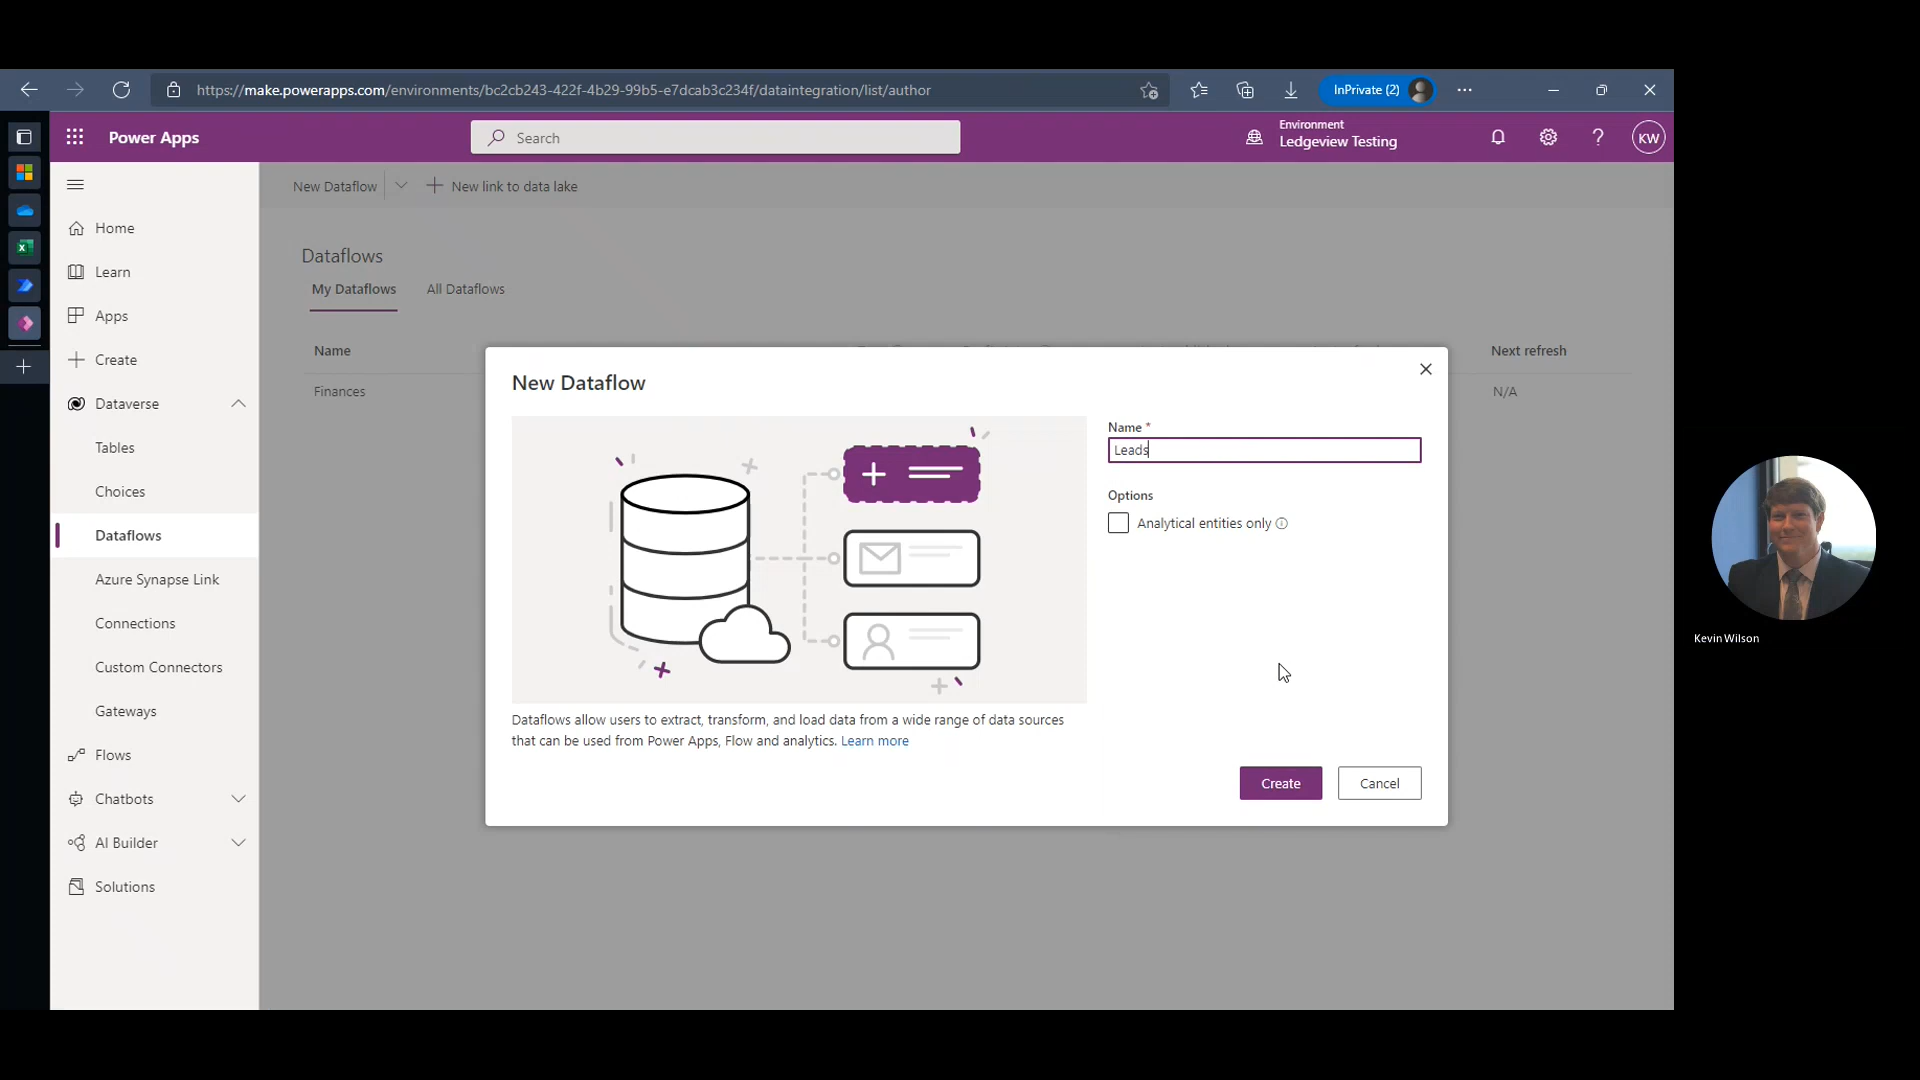 https://make.powerapps.com/environments/bc2cb243-422f-4b29-99b5-e7dcab3c234f/dataintegration/list/author
InPrivate (2)
Power Apps
Search
Environment
Ledgeview Testing
KW
New Dataflow
New link to data lake
Home
Learn
Apps
Create
Dataverse
Tables
Choices
Dataflows
Azure Synapse Link
Connections
Custom Connectors
Gateways
Flows
Chatbots
AI Builder
Solutions
Dataflows
My Dataflows
All Dataflows
Name
Next refresh
Finances
N/A
New Dataflow
Name *
Leads
Options
Analytical entities only
Dataflows allow users to extract, transform, and load data from a wide range of data sources
that can be used from Power Apps, Flow and analytics. Learn more
Create
Cancel
Kevin Wilson